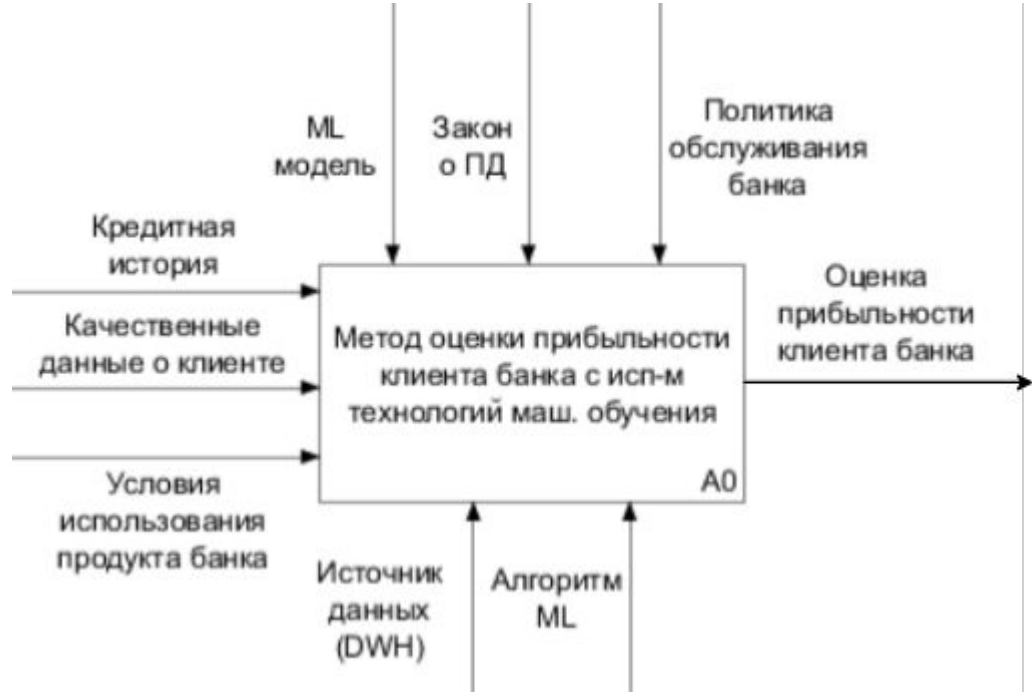 ML
модель
Закон
о ПД
Политика
обслуживания
банка
Кредитная
история
Качественные
данные о клиенте
Условия
использования
продукта банка
Метод оценки прибыльности
клиента банка с исп-м
технологий маш. обучения
A0
Оценка
прибыльности
клиента банка
Источник
данных
(DWH)
Алгоритм
ML